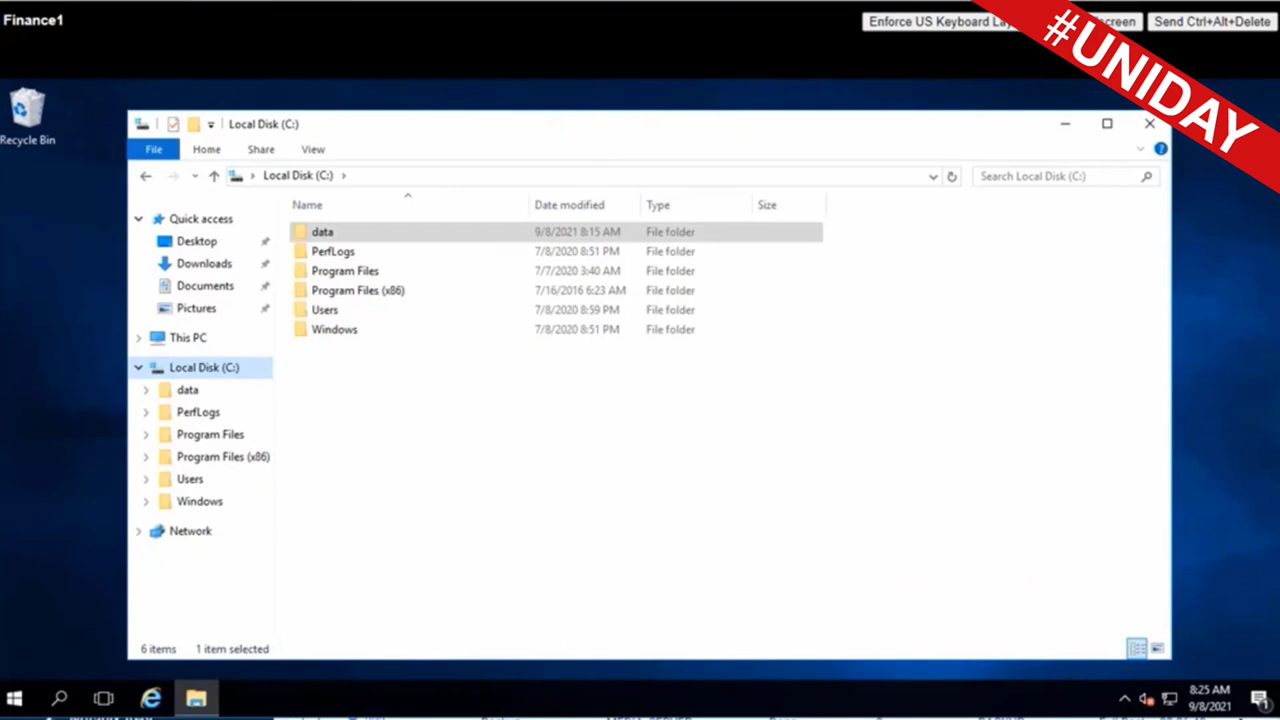 Finance1
Enforce US Keyboard screen Send Ctrl+Alt+Delete
#UNIDAY
Recycle Bin
Local Disk (C:)
File Home Share View
Local Disk (C:) Search Local Disk (C:)
Name Date modified Type Size
Quick access
Desktop
Downloads
Documents
Pictures
This PC
Local Disk (C:)
data
PerfLogs
Program Files
Program Files (x86)
Users
Windows
Network
data 9/8/2021 8:15 AM File folder
PerfLogs 7/8/2020 8:51 PM File folder
Program Files 7/7/2020 3:40 AM File folder
Program Files (x86) 7/16/2016 6:23 AM File folder
Users 7/8/2020 8:59 PM File folder
Windows 7/8/2020 8:51 PM File folder
6 items 1 item selected
8:25 AM
9/8/2021
1